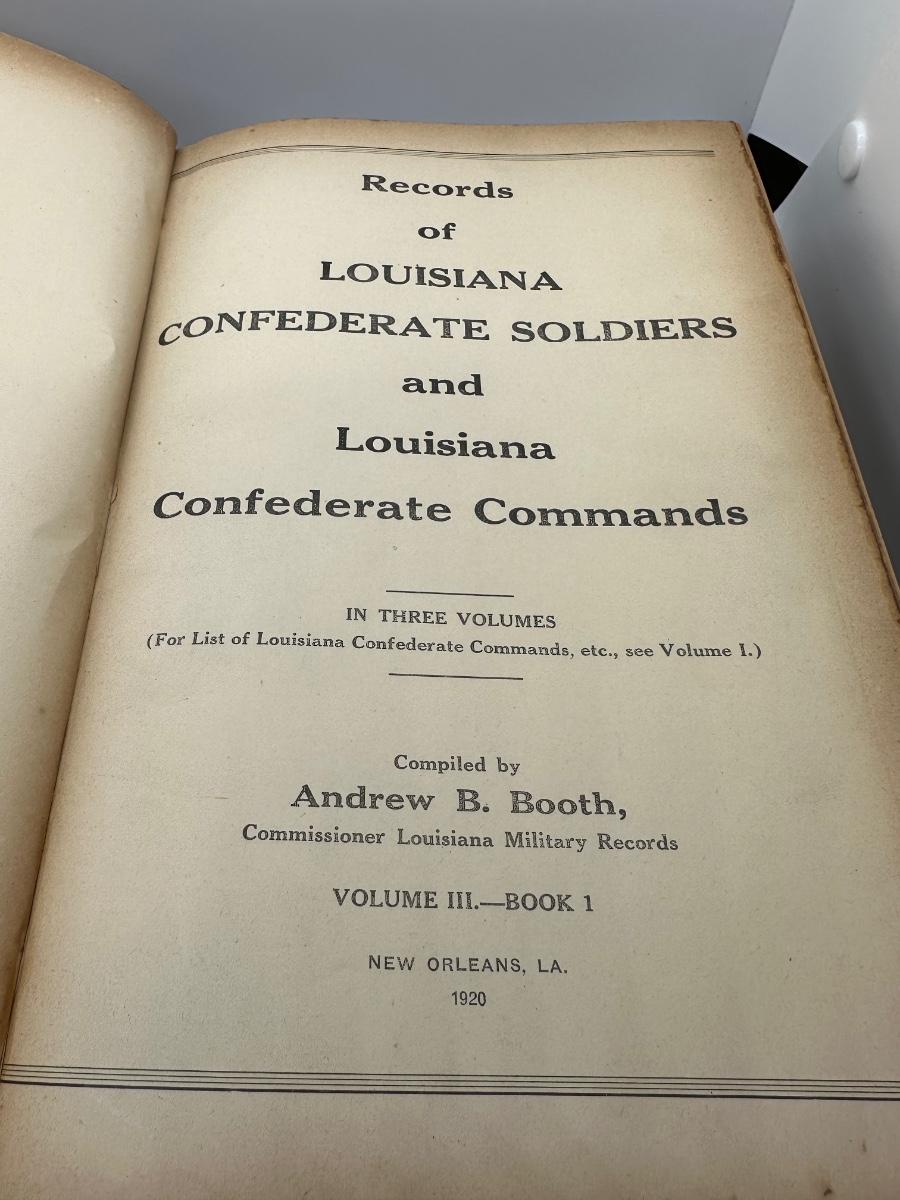 Records
of
LOUISIANA
CONFEDERATE SOLDIERS
and
Louisiana
Confederate Commands
IN THREE VOLUMES
(For List of Louisiana Confederate Commands, etc., see Volume I.)
Compiled by
Andrew B. Booth,
Commissioner Louisiana Military Records
VOLUME III.—BOOK 1
NEW ORLEANS, LA.
1920